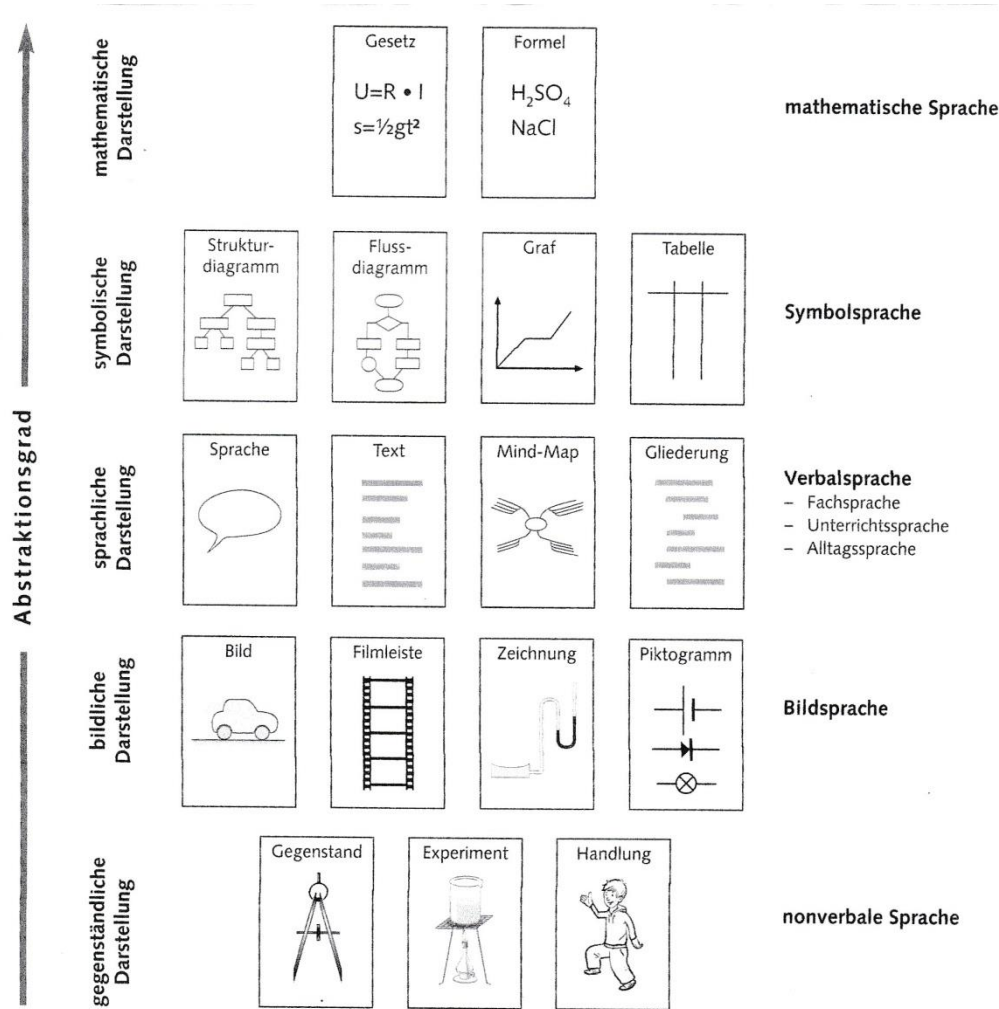 Abstraktionsgrad
mathematische
Darstellung
Gesetz
U=R • I
s=½gt²
Formel
H₂SO₄
NaCl
mathematische Sprache
symbolische
Darstellung
Struktur-
diagramm
Fluss-
diagramm
Graf
Tabelle
Symbolsprache
sprachliche
Darstellung
Sprache
Text
Mind-Map
Gliederung
Verbalsprache
– Fachsprache
– Unterrichtssprache
– Alltagssprache
bildliche
Darstellung
Bild
Filmleiste
Zeichnung
Piktogramm
Bildsprache
gegenständliche
Darstellung
Gegenstand
Experiment
Handlung
nonverbale Sprache